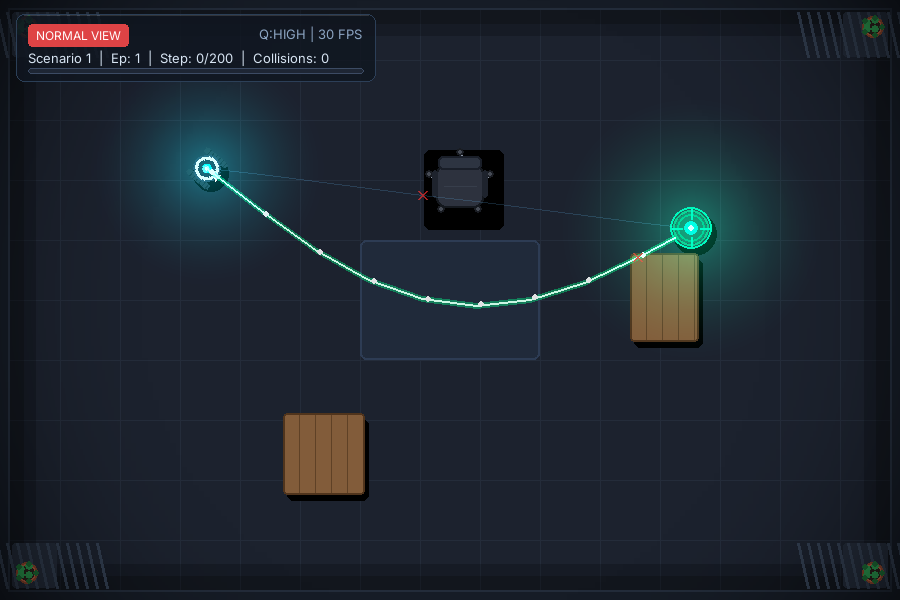 NORMAL VIEW
Q:HIGH | 30 FPS
Scenario 1 | Ep: 1 | Step: 0/200 | Collisions: 0